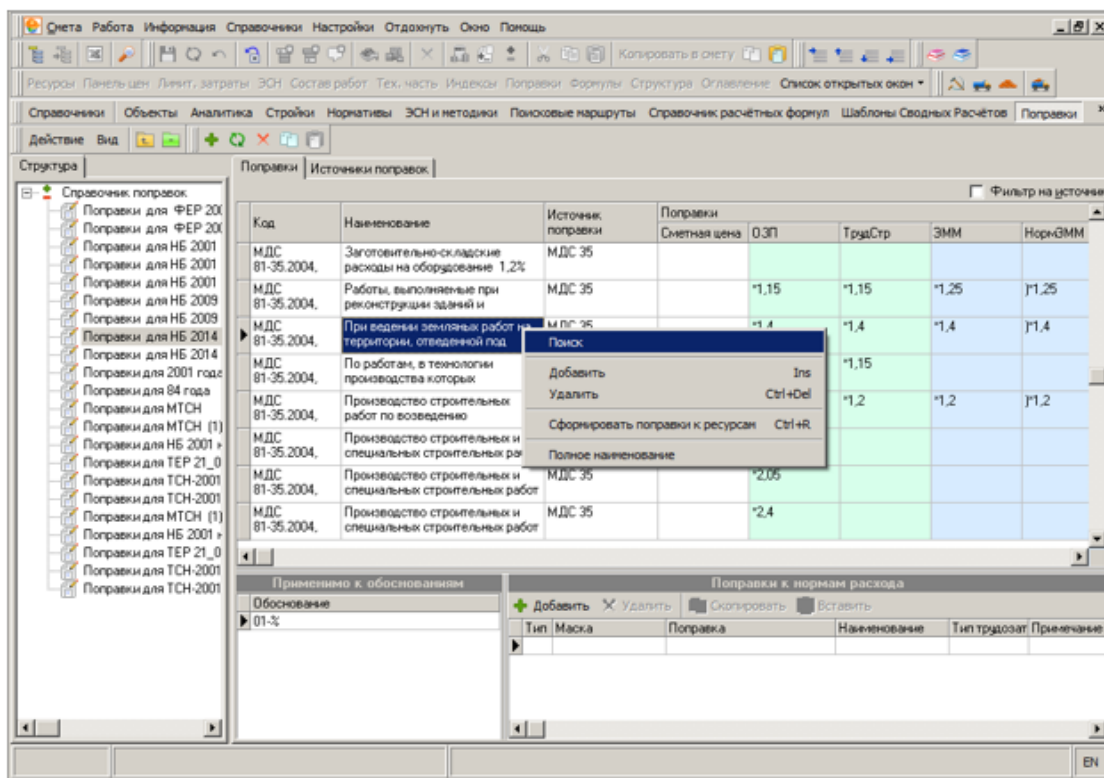 Смета Работа Информация Справочники Настройки Отдохнуть Окно Помощь
Копировать в смету
Ресурсы Панель цен Лимит. затраты ЭСН Состав работ Тех. часть Индексы Поправки Формулы Структура Оглавление Список открытых окон
Справочники Объекты Аналитика Стройки Нормативы ЭСН и методики Поисковые маршруты Справочник расчётных формул Шаблоны Сводных Расчётов Поправки
Действие Вид
Структура
Справочник поправок
Поправки для ФЕР 200
Поправки для ФЕР 200
Поправки для НБ 2001
Поправки для НБ 2001
Поправки для НБ 2001
Поправки для НБ 2009
Поправки для НБ 2009
Поправки для НБ 2014
Поправки для НБ 2014
Поправки для 2001 года
Поправки для 84 года
Поправки для МТСН
Поправки для МТСН (1)
Поправки для НБ 2001
Поправки для ТЕР 21_0
Поправки для ТСН-2001
Поправки для ТСН-2001
Поправки для МТСН (1)
Поправки для НБ 2001
Поправки для ТЕР 21_0
Поправки для ТСН-2001
Поправки для ТСН-2001
Поправки Источники поправок
Фильтр на источник
Код Наименование Источник поправки Поправки
Сметная цена ОЗП ТрудСтр ЭММ НормЭММ
МДС 81-35.2004, Заготовительно-складские расходы на оборудование 1,2% МДС 35
МДС 81-35.2004, Работы, выполняемые при реконструкции зданий и МДС 35 *1,15 *1,15 *1,25 )*1,25
МДС 81-35.2004, При ведении земляных работ на территории, отведенной под МДС 35 *1,4 *1,4 *1,4 )*1,4
МДС 81-35.2004, По работам, в технологии производства которых *1,15
МДС 81-35.2004, Производство строительных работ по возведению *1,2 *1,2 )*1,2
МДС 81-35.2004, Производство строительных и специальных строительных
МДС 81-35.2004, Производство строительных и специальных строительных работ МДС 35 *2,05
МДС 81-35.2004, Производство строительных и специальных строительных работ МДС 35 *2,4
Поиск
Добавить Ins
Удалить Ctrl+Del
Сформировать поправки к ресурсам Ctrl+R
Полное наименование
Применимо к обоснованиям
Обоснование
01-%
Поправки к нормам расхода
Добавить Удалить Скопировать Вставить
Тип Маска Поправка Наименование Тип трудозат Примечание
EN